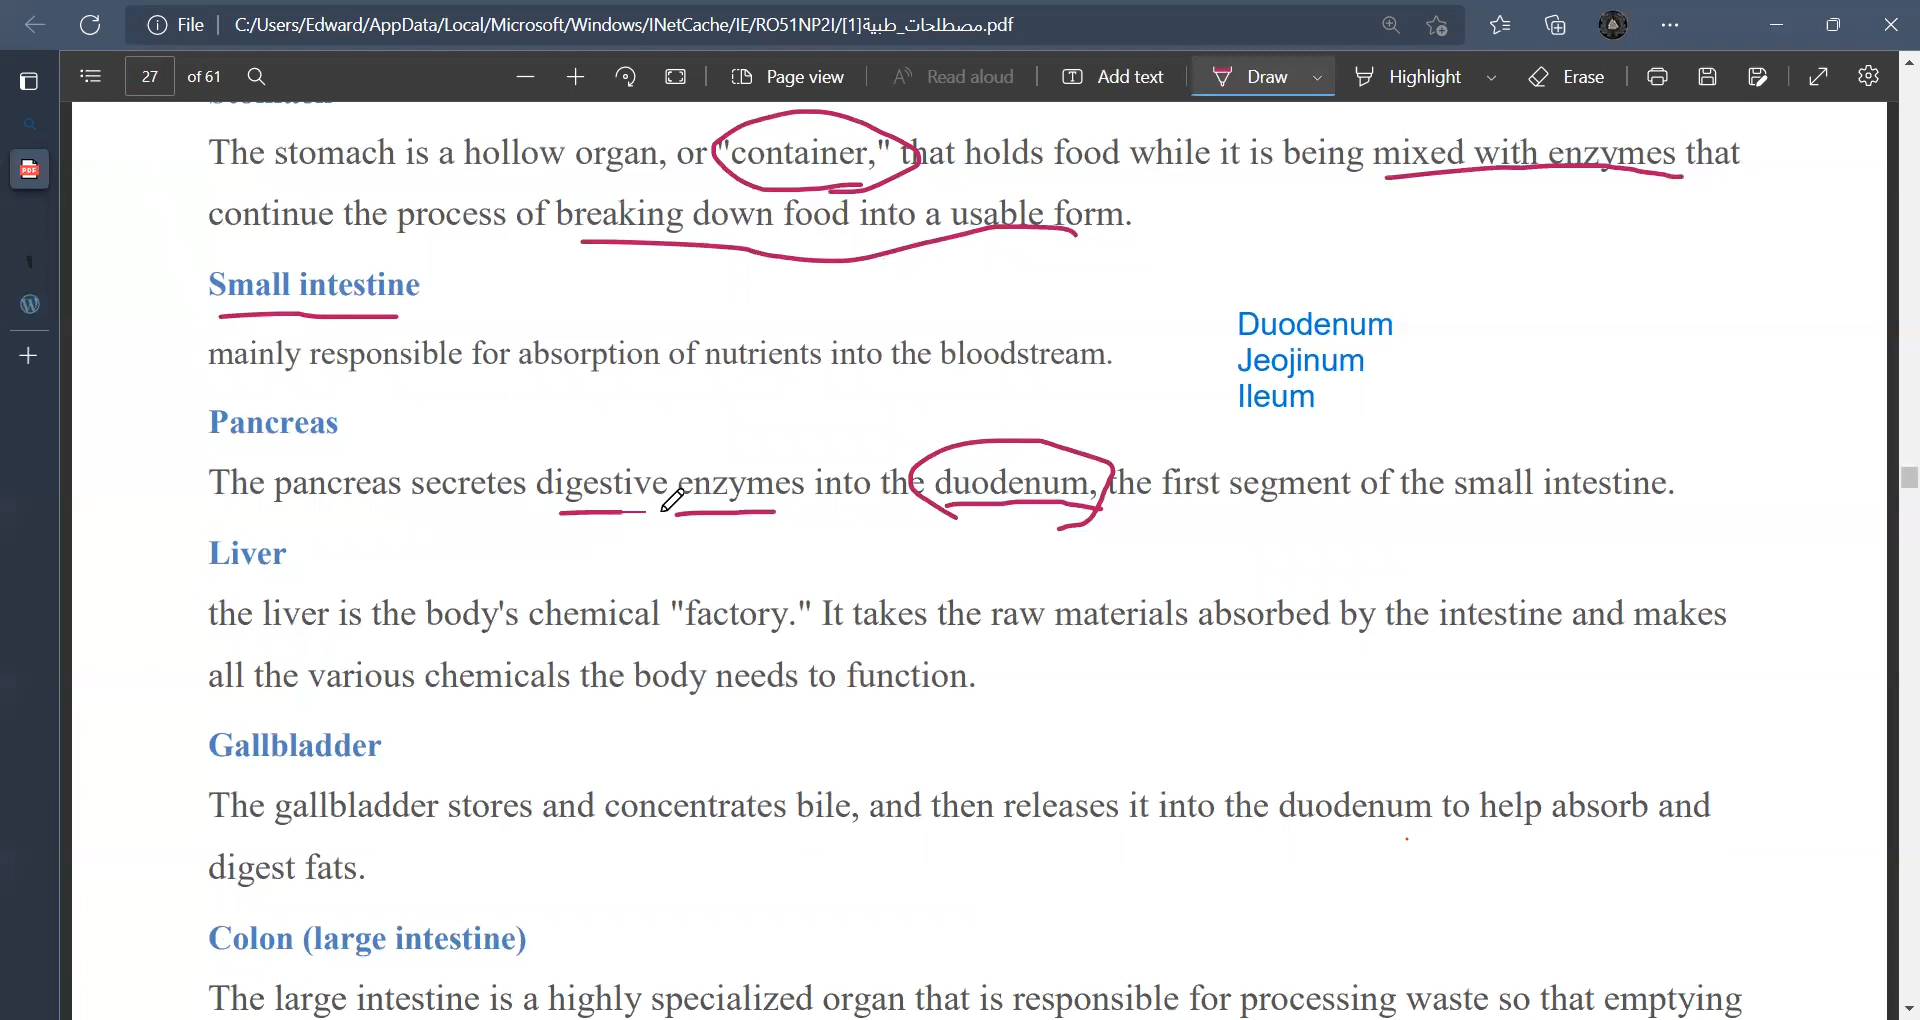 File
C:/Users/Edward/AppData/Local/Microsoft/Windows/INetCache/IE/RO51NP2I/[1]مصطلحات_طبية.pdf
27 of 61
Page view
Read aloud
Add text
Draw
Highlight
Erase
The stomach is a hollow organ, or "container," that holds food while it is being mixed with enzymes that
continue the process of breaking down food into a usable form.
Small intestine
mainly responsible for absorption of nutrients into the bloodstream.
Duodenum
Jeojinum
Ileum
Pancreas
The pancreas secretes digestive enzymes into the duodenum, the first segment of the small intestine.
Liver
the liver is the body's chemical "factory." It takes the raw materials absorbed by the intestine and makes
all the various chemicals the body needs to function.
Gallbladder
The gallbladder stores and concentrates bile, and then releases it into the duodenum to help absorb and
digest fats.
Colon (large intestine)
The large intestine is a highly specialized organ that is responsible for processing waste so that emptying